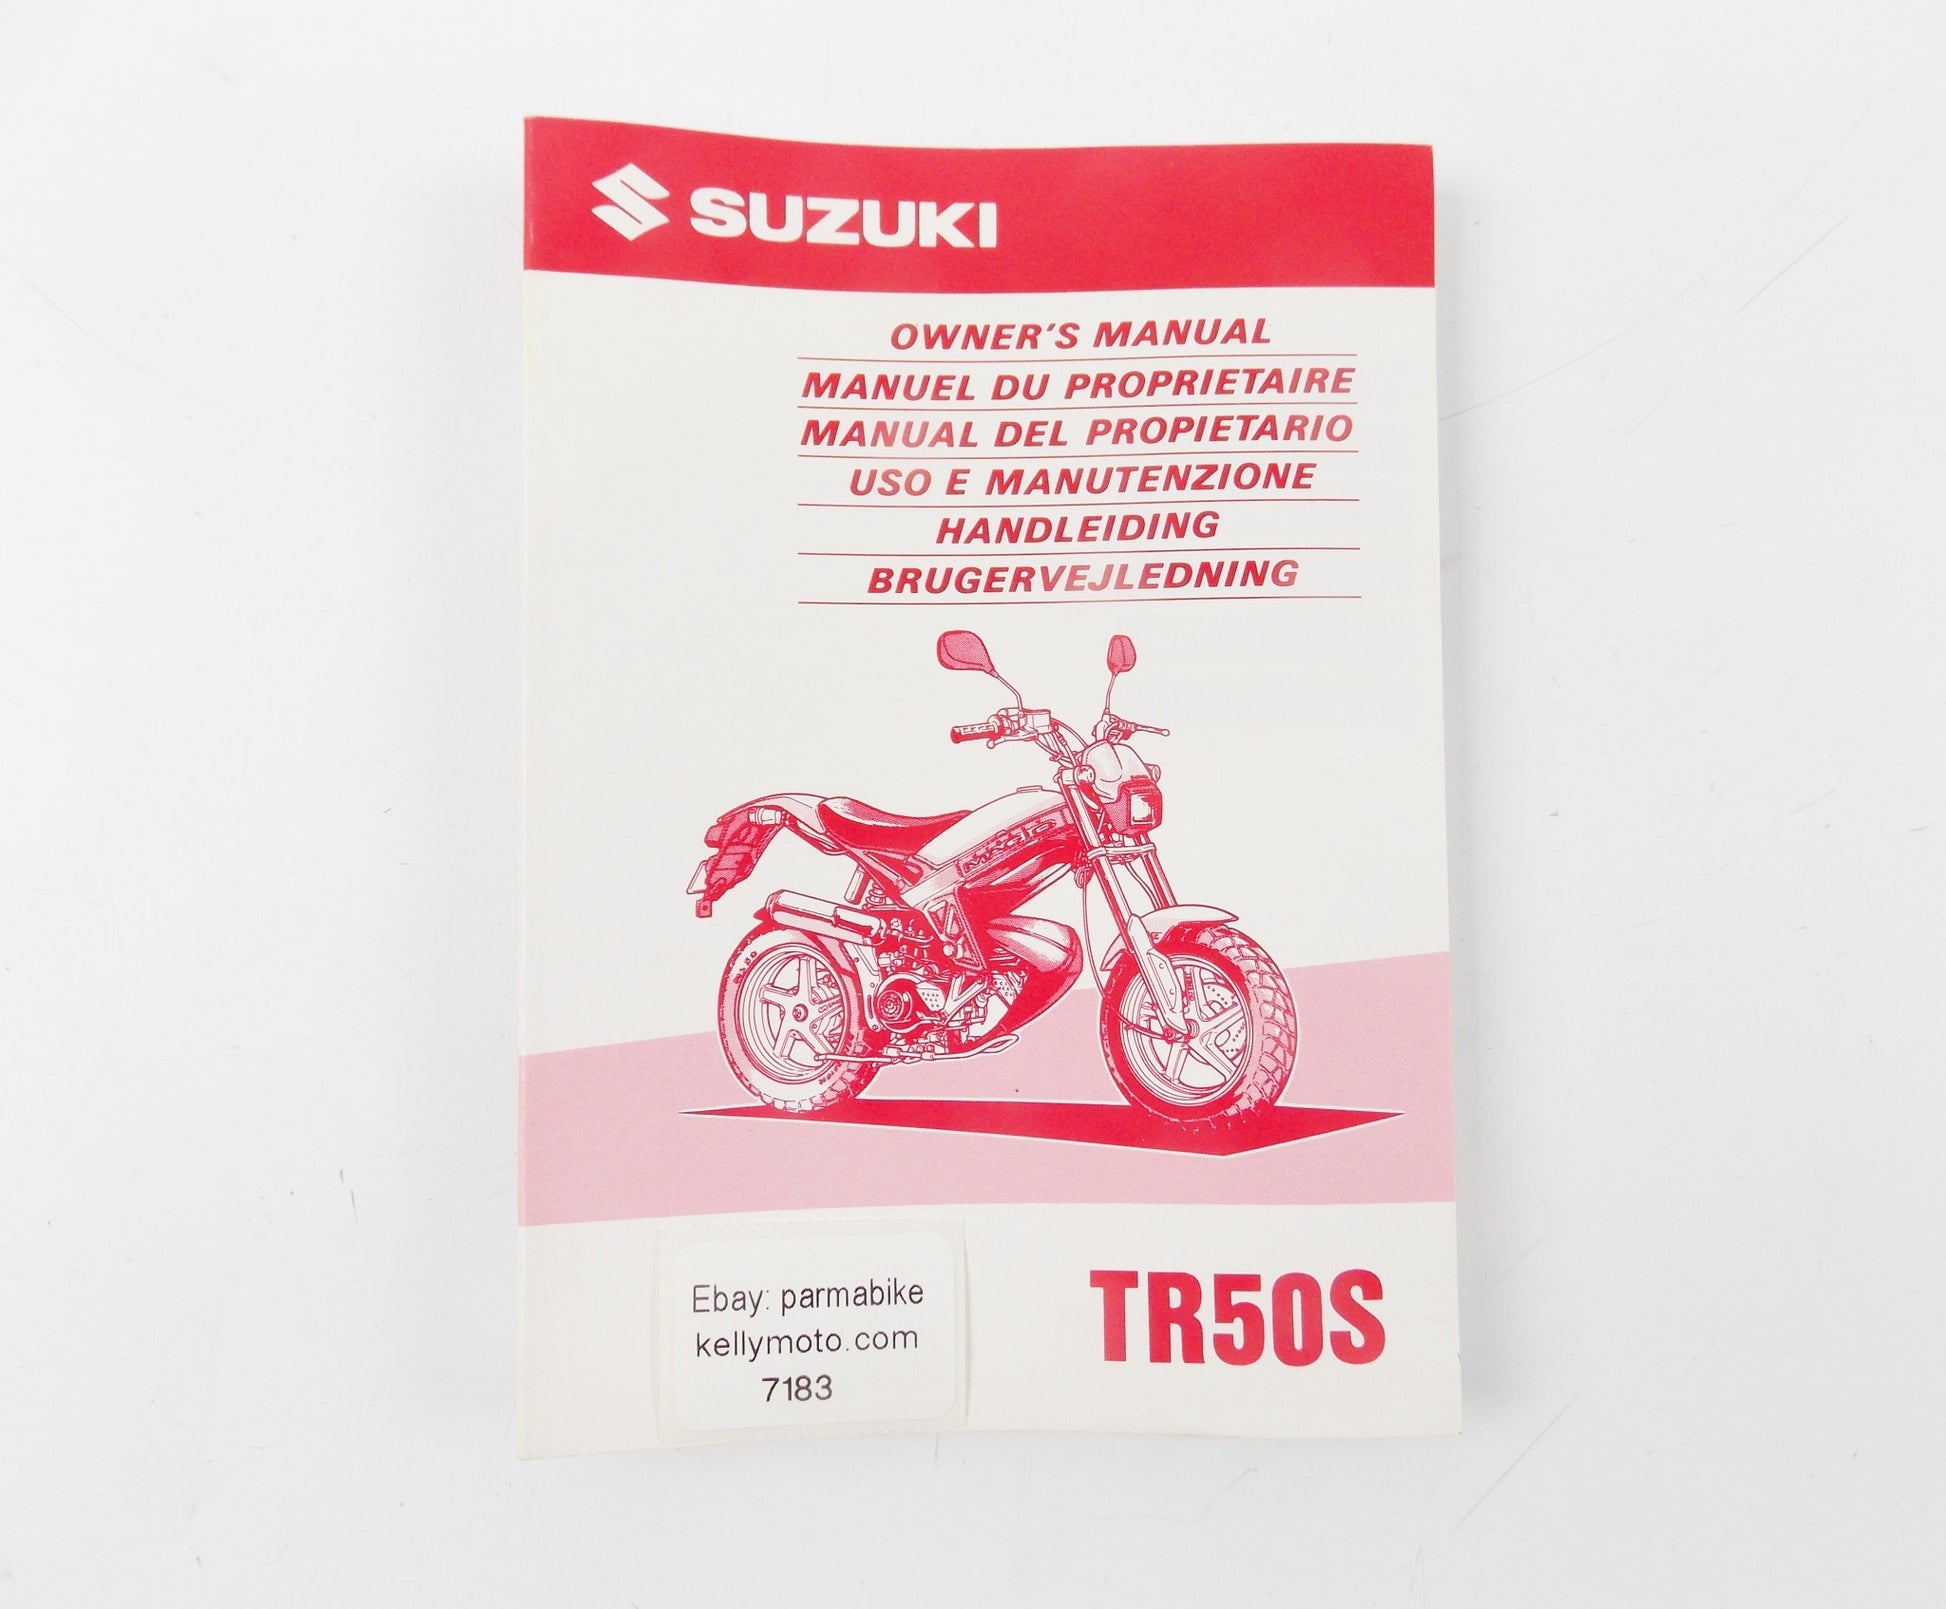 SUZUKI
OWNER'S MANUAL
MANUEL DU PROPRIETAIRE
MANUAL DEL PROPIETARIO
USO E MANUTENZIONE
HANDLEIDING
BRUGERVEJLEDNING
TR50S
Ebay: parmabike
kellymoto.com
7183